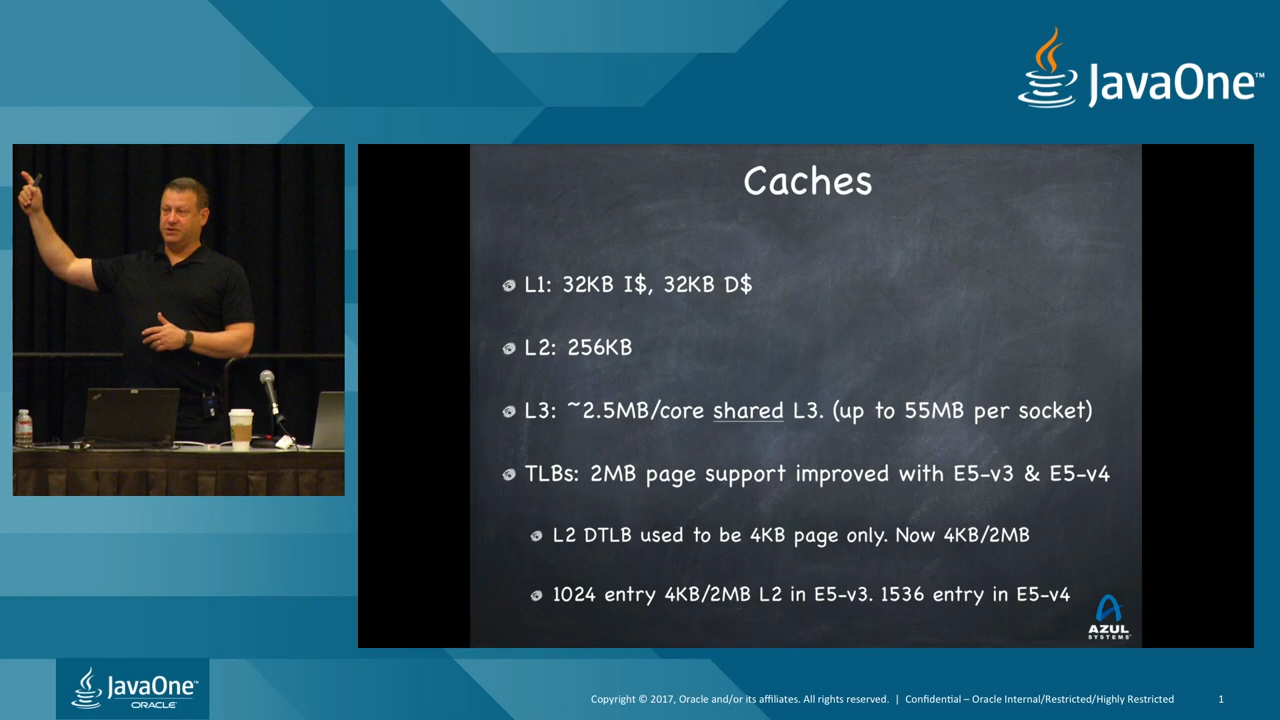 JavaOne™
Caches
L1: 32KB I$, 32KB D$
L2: 256KB
L3: ~2.5MB/core shared L3. (up to 55MB per socket)
TLBs: 2MB page support improved with E5-v3 & E5-v4
L2 DTLB used to be 4KB page only. Now 4KB/2MB
1024 entry 4KB/2MB L2 in E5-v3. 1536 entry in E5-v4
AZUL
SYSTEMS
JavaOne™
ORACLE
Copyright © 2017, Oracle and/or its affiliates. All rights reserved. | Confidential – Oracle Internal/Restricted/Highly Restricted 1